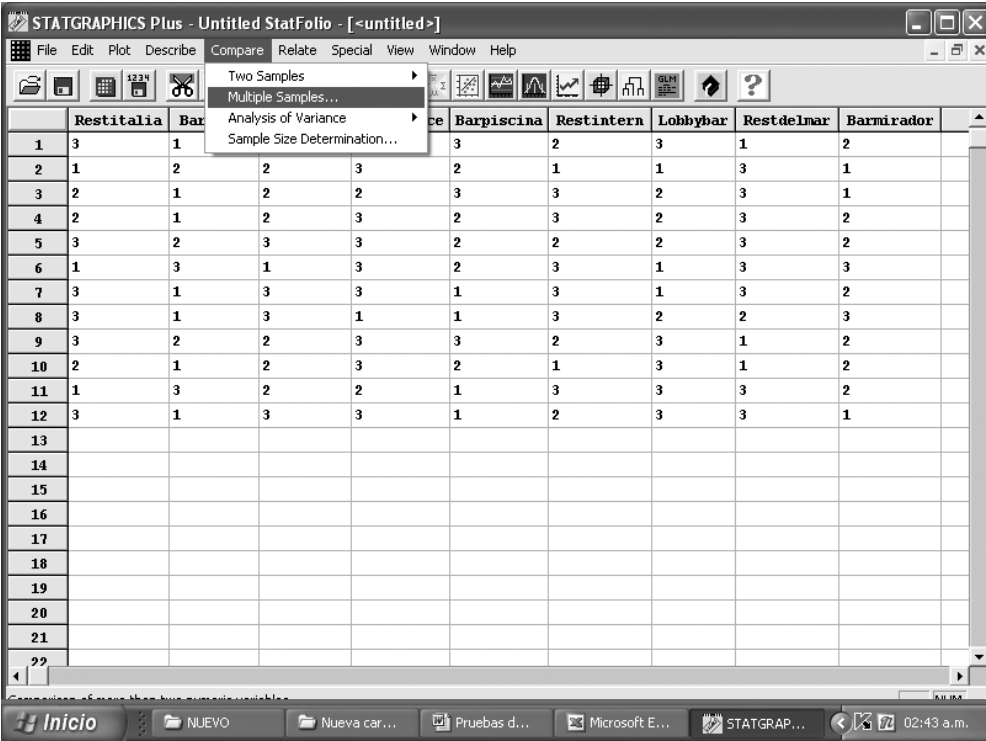 STATGRAPHICS Plus - Untitled StatFolio - [<untitled>]
File Edit Plot Describe Compare Relate Special View Window Help
Two Samples
Multiple Samples...
Analysis of Variance
Sample Size Determination...
1234
GLM
Restitalia Bar ce Barpiscina Restintern Lobbybar Restdelmar Barmirador
1 3 1 3 2 3 1 2
2 1 2 2 3 2 1 1 3 1
3 2 1 2 2 3 3 2 3 1
4 2 1 2 3 2 3 2 3 2
5 3 2 3 3 2 2 2 3 2
6 1 3 1 3 2 3 1 3 3
7 3 1 3 3 1 3 1 3 2
8 3 1 3 1 1 3 2 2 3
9 3 2 2 3 3 2 3 1 2
10 2 1 2 3 2 1 3 1 2
11 1 3 2 2 1 3 3 3 2
12 3 1 3 3 1 2 3 3 1
13
14
15
16
17
18
19
20
21
22
Comparison of more than two numeric variables
NUM
Inicio NUEVO Nueva car... Pruebas d... Microsoft E... STATGRAP... 02:43 a.m.